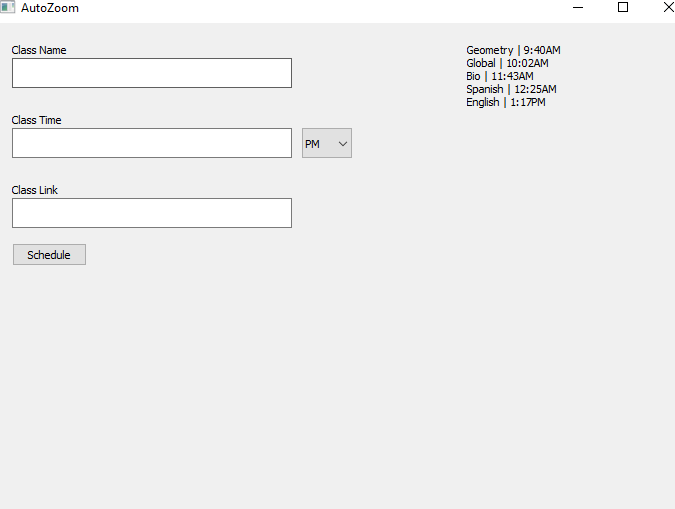 AutoZoom
Class Name
Class Time
PM
Class Link
Schedule
Geometry | 9:40AM
Global | 10:02AM
Bio | 11:43AM
Spanish | 12:25AM
English | 1:17PM